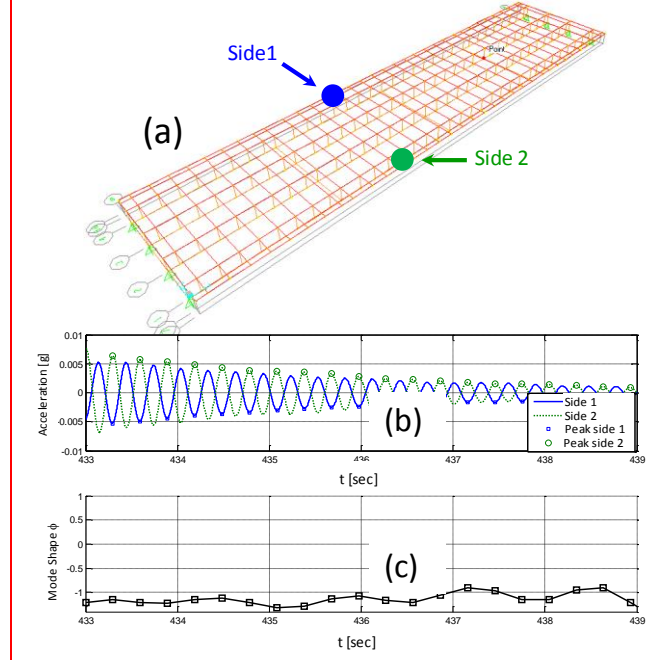 Side1
Point
(a)
Side 2
0.01
0.005
0
-0.005
-0.01
Acceleration [g]
(b)
Side 1
Side 2
Peak side 1
Peak side 2
433 434 435 436 437 438 439
t [sec]
1
0.5
0
-0.5
-1
Mode Shape ϕ
(c)
433 434 435 436 437 438 439
t [sec]